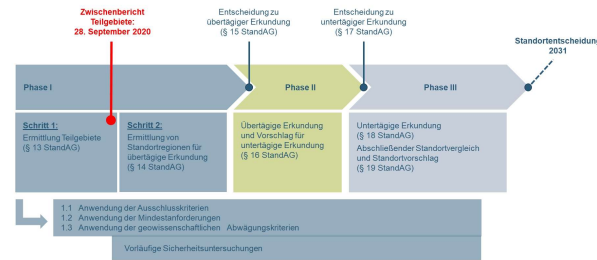 Zwischenbericht
Teilgebiete:
28. September 2020
Entscheidung zu
übertägiger Erkundung
(§ 15 StandAG)
Entscheidung zu
untertägiger Erkundung
(§ 17 StandAG)
Standortentscheidung
2031
Phase I
Phase II
Phase III
Schritt 1:
Ermittlung Teilgebiete
(§ 13 StandAG)
Schritt 2:
Ermittlung von
Standortregionen für
übertägige Erkundung
(§ 14 StandAG)
Übertägige Erkundung
und Vorschlag für
untertägige Erkundung
(§ 16 StandAG)
Untertägige Erkundung
(§ 18 StandAG)
Abschließender Standortvergleich
und Standortvorschlag
(§ 19 StandAG)
1.1 Anwendung der Ausschlusskriterien
1.2 Anwendung der Mindestanforderungen
1.3 Anwendung der geowissenschaftlichen Abwägungskriterien
Vorläufige Sicherheitsuntersuchungen